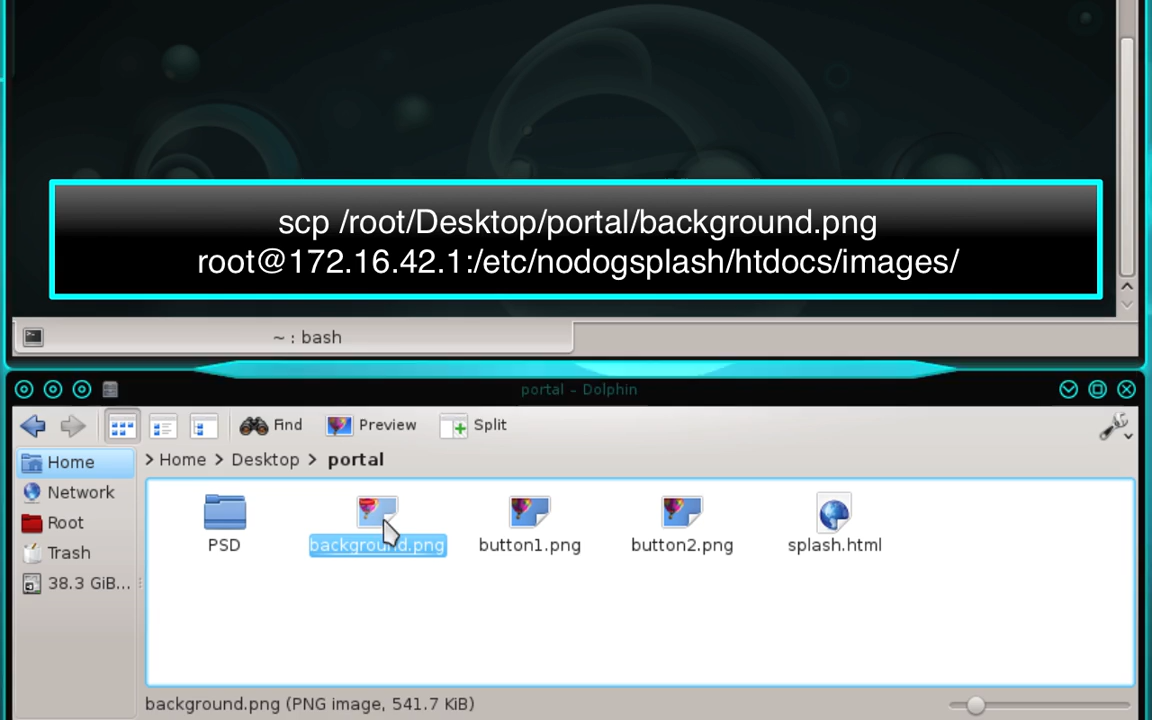 scp /root/Desktop/portal/background.png
root@172.16.42.1:/etc/nodogsplash/htdocs/images/
~ : bash
portal – Dolphin
Find
Preview
Split
Home
> Home > Desktop > portal
Network
Root
Trash
38.3 GiB...
PSD
background.png
button1.png
button2.png
splash.html
background.png (PNG image, 541.7 KiB)